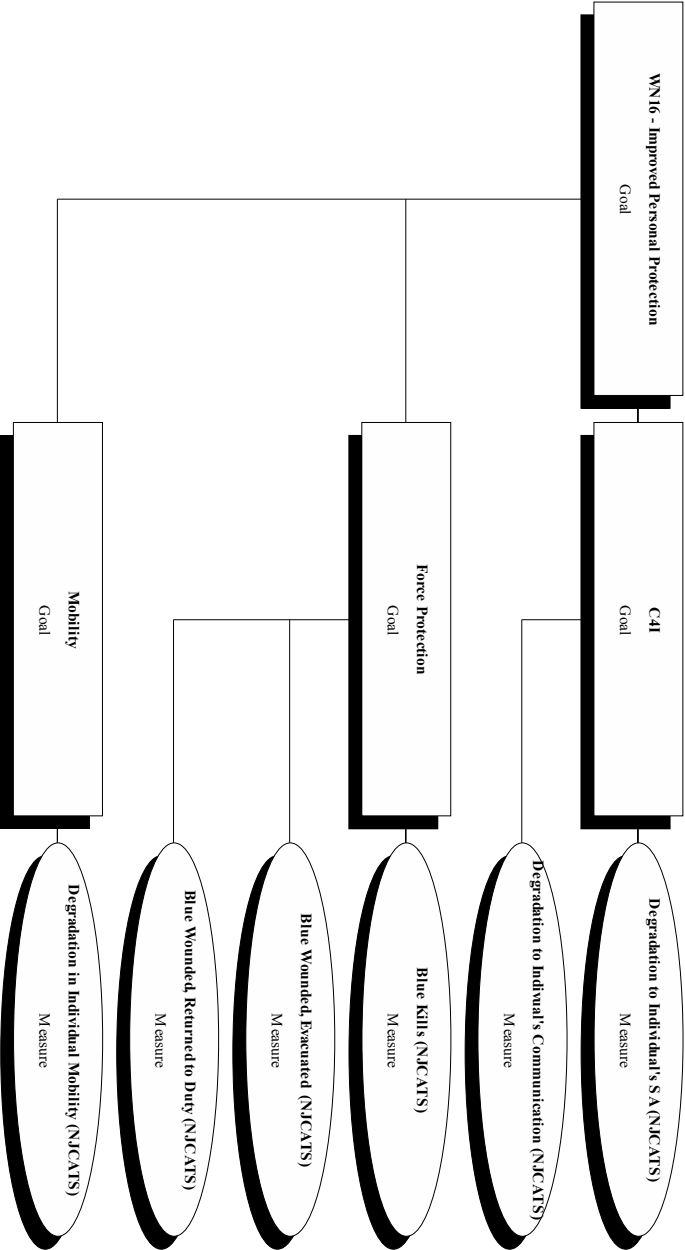 WN16 - Improved Personal Protection
Goal
C4I
Goal
Degradation to Individual's SA (NJCATS)
Measure
Degradation to Indivual's Communication (NJCATS)
Measure
Force Protection
Goal
Blue Kills (NJCATS)
Measure
Blue Wounded, Evacuated (NJCATS)
Measure
Blue Wounded, Returned to Duty (NJCATS)
Measure
Mobility
Goal
Degradation in Individual Mobility (NJCATS)
Measure